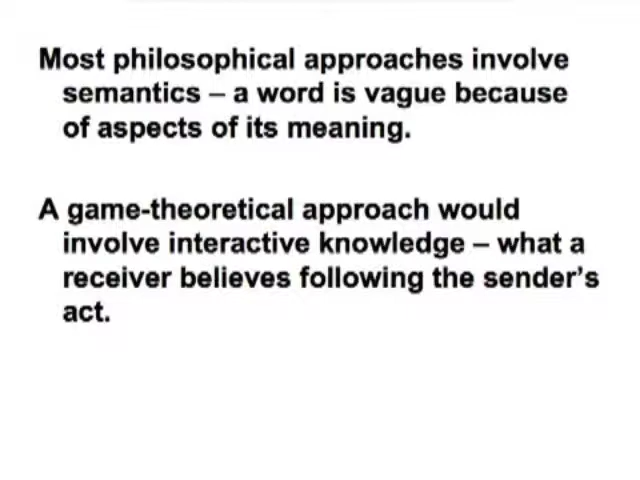 Most philosophical approaches involve
semantics – a word is vague because
of aspects of its meaning.
A game-theoretical approach would
involve interactive knowledge – what a
receiver believes following the sender’s
act.